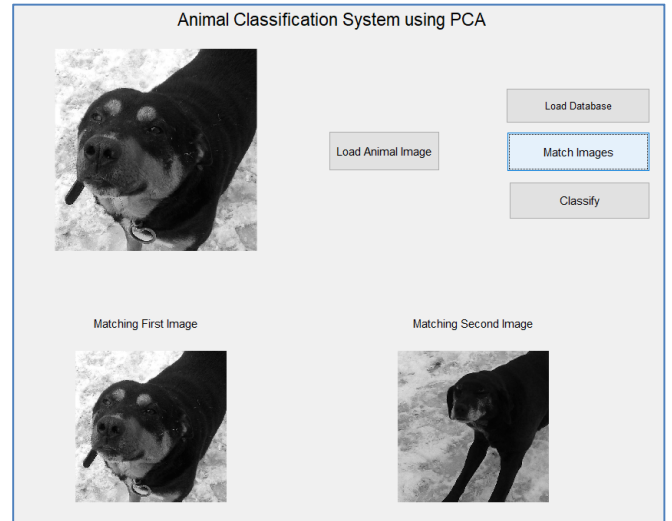 Animal Classification System using PCA
Load Database
Load Animal Image
Match Images
Classify
Matching First Image
Matching Second Image